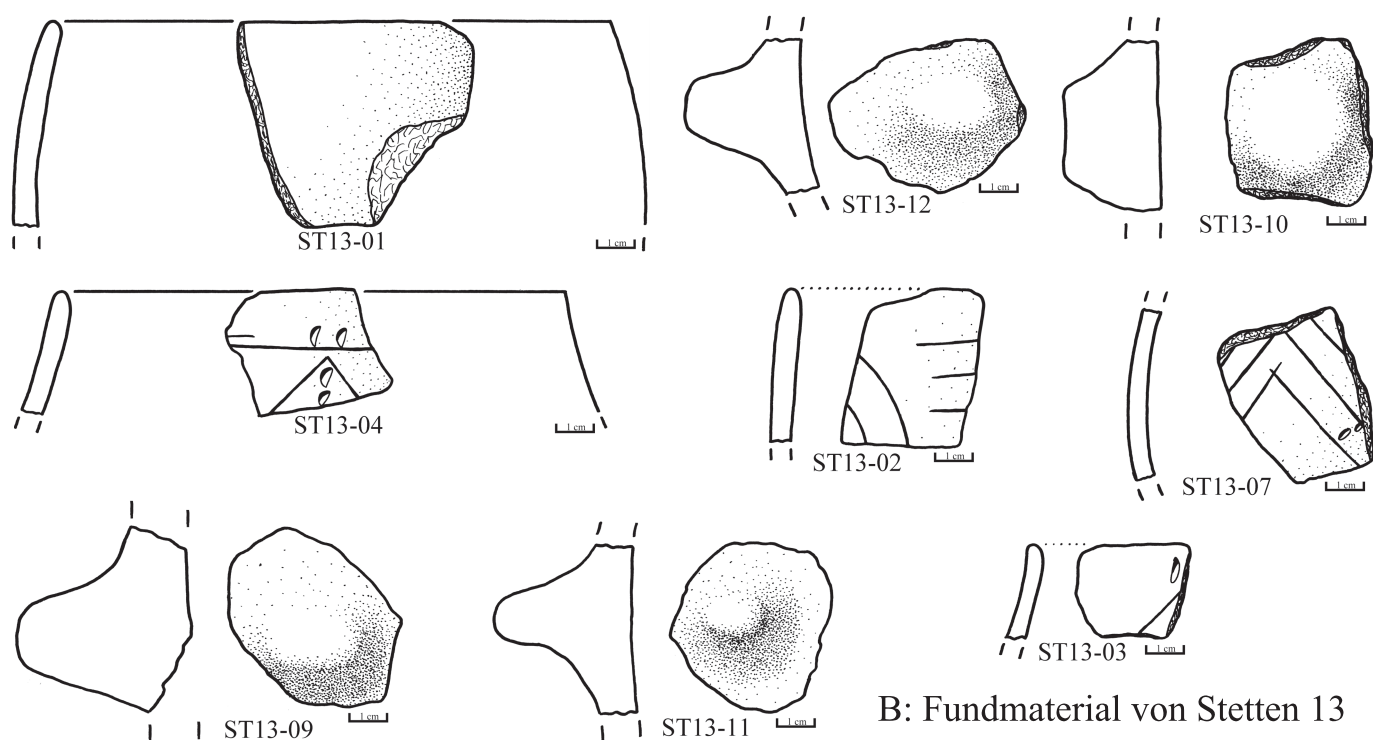 ST13-01
1 cm
ST13-12
1 cm
ST13-10
1 cm
ST13-04
1 cm
ST13-02
1 cm
ST13-07
1 cm
ST13-09
1 cm
ST13-11
1 cm
ST13-03
1 cm
B: Fundmaterial von Stetten 13